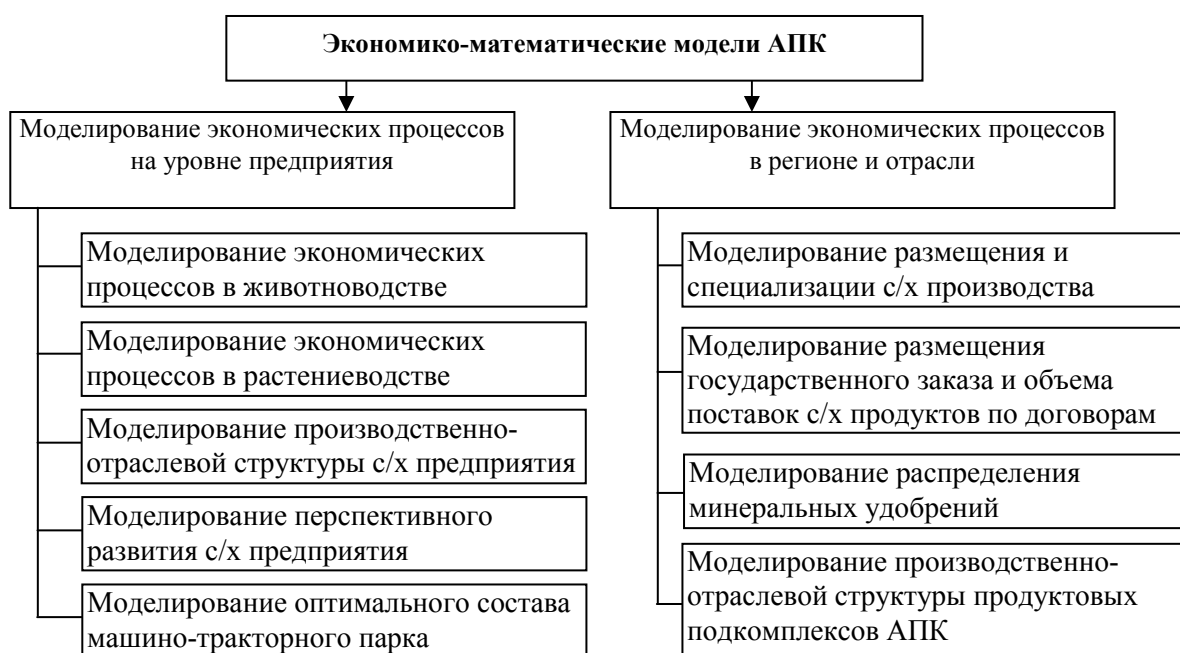 Экономико-математические модели АПК
Моделирование экономических процессов
на уровне предприятия
Моделирование экономических
процессов в животноводстве
Моделирование экономических
процессов в растениеводстве
Моделирование производственно-
отраслевой структуры с/х предприятия
Моделирование перспективного
развития с/х предприятия
Моделирование оптимального состава
машино-тракторного парка
Моделирование экономических процессов
в регионе и отрасли
Моделирование размещения и
специализации с/х производства
Моделирование размещения
государственного заказа и объема
поставок с/х продуктов по договорам
Моделирование распределения
минеральных удобрений
Моделирование производственно-
отраслевой структуры продуктовых
подкомплексов АПК